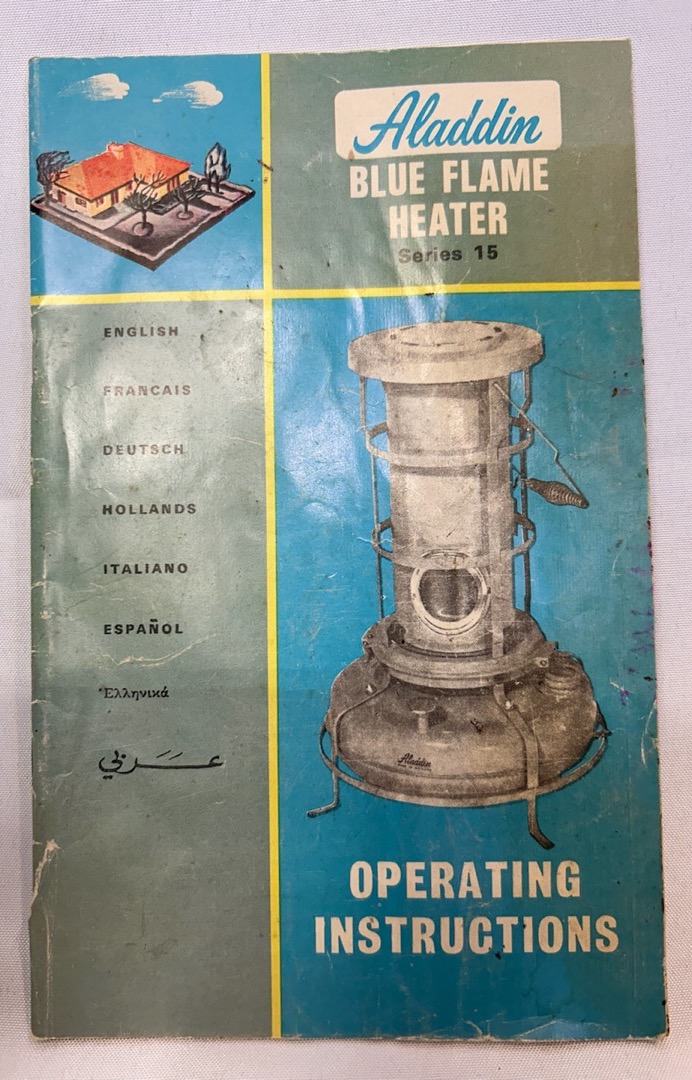 Aladdin
BLUE FLAME
HEATER
Series 15
ENGLISH
FRANCAIS
DEUTSCH
HOLLANDS
ITALIANO
ESPAÑOL
Ἑλληνικά
عربي
Aladdin
OPERATING
INSTRUCTIONS